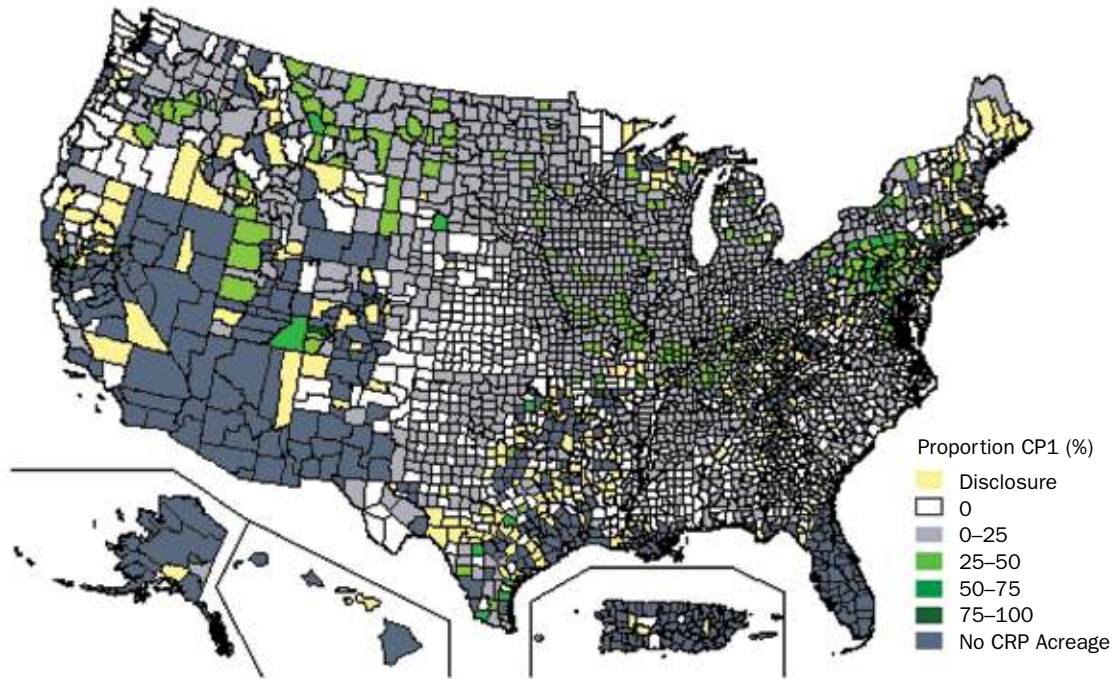 Proportion CP1 (%)
Disclosure
0
0–25
25–50
50–75
75–100
No CRP Acreage